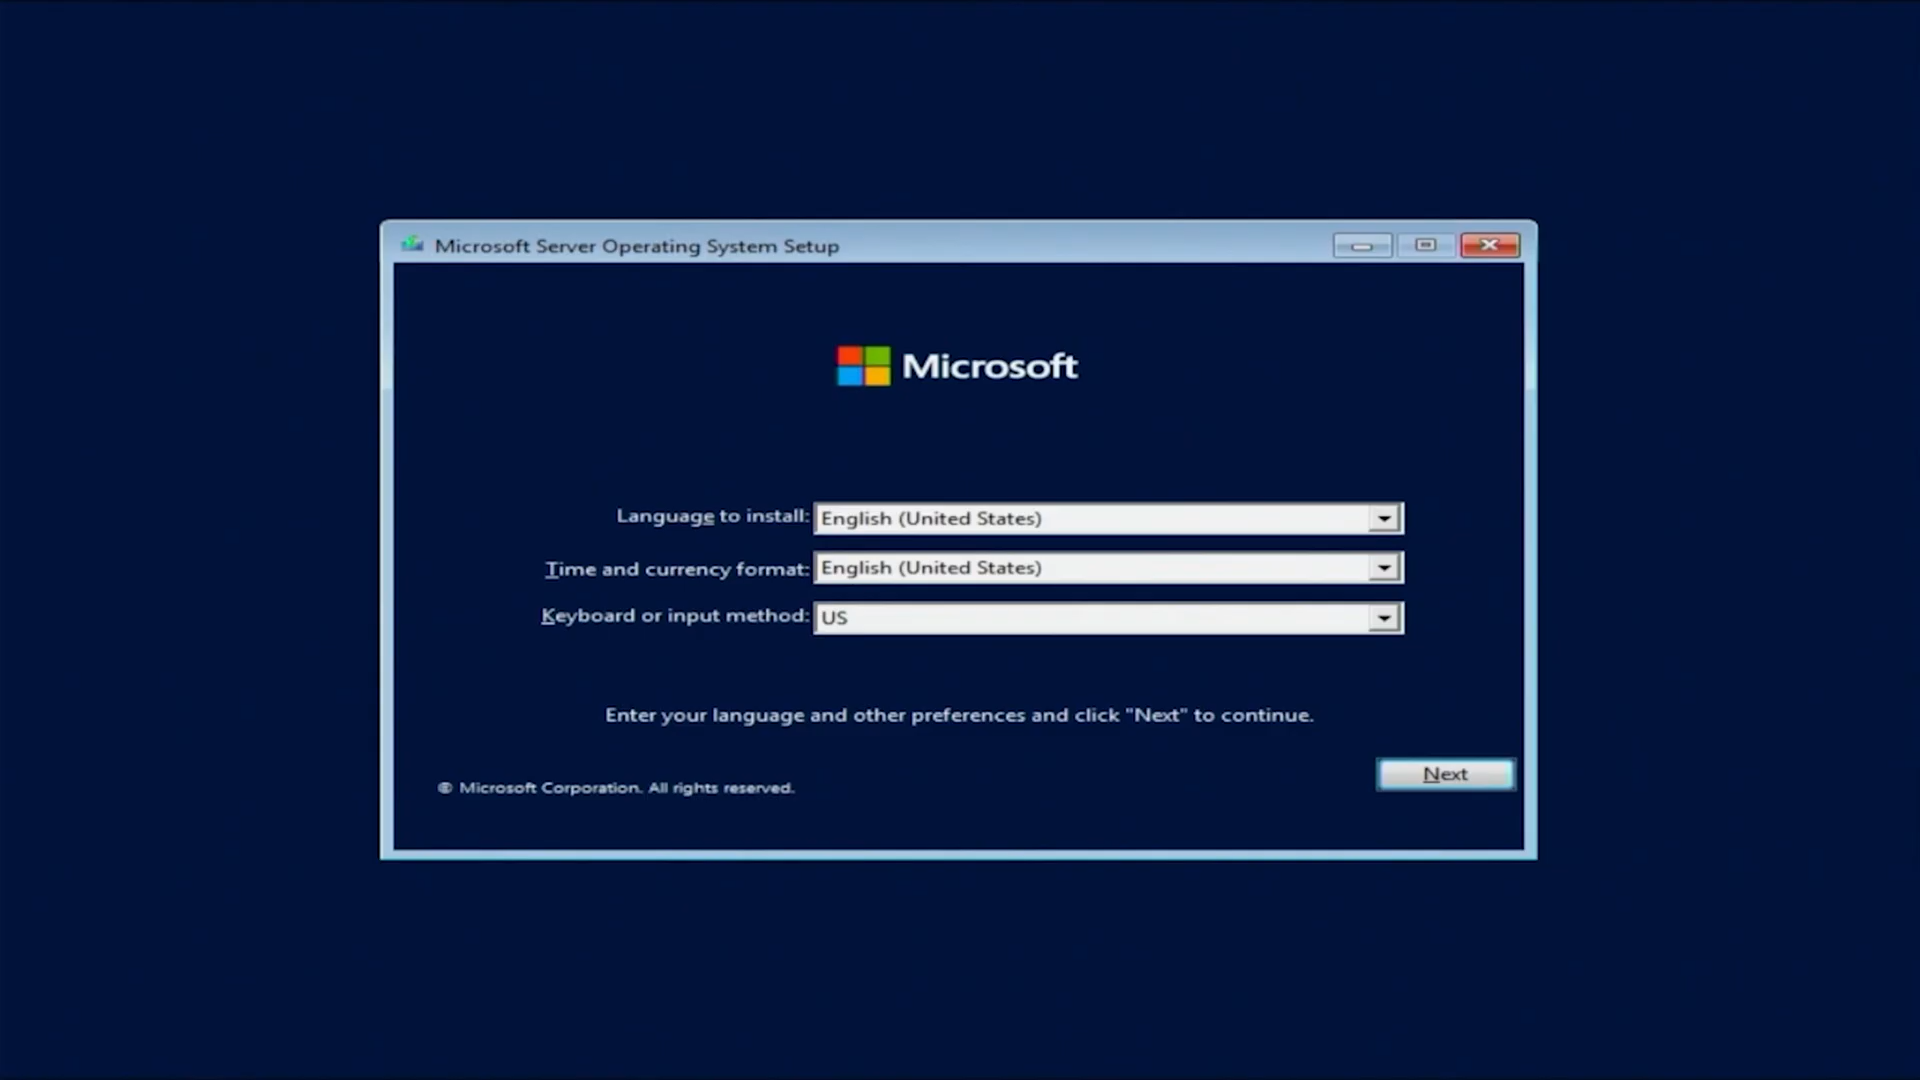 Microsoft Server Operating System Setup
Microsoft
Language to install: English (United States)
Time and currency format: English (United States)
Keyboard or input method: US
Enter your language and other preferences and click "Next" to continue.
Next
© Microsoft Corporation. All rights reserved.